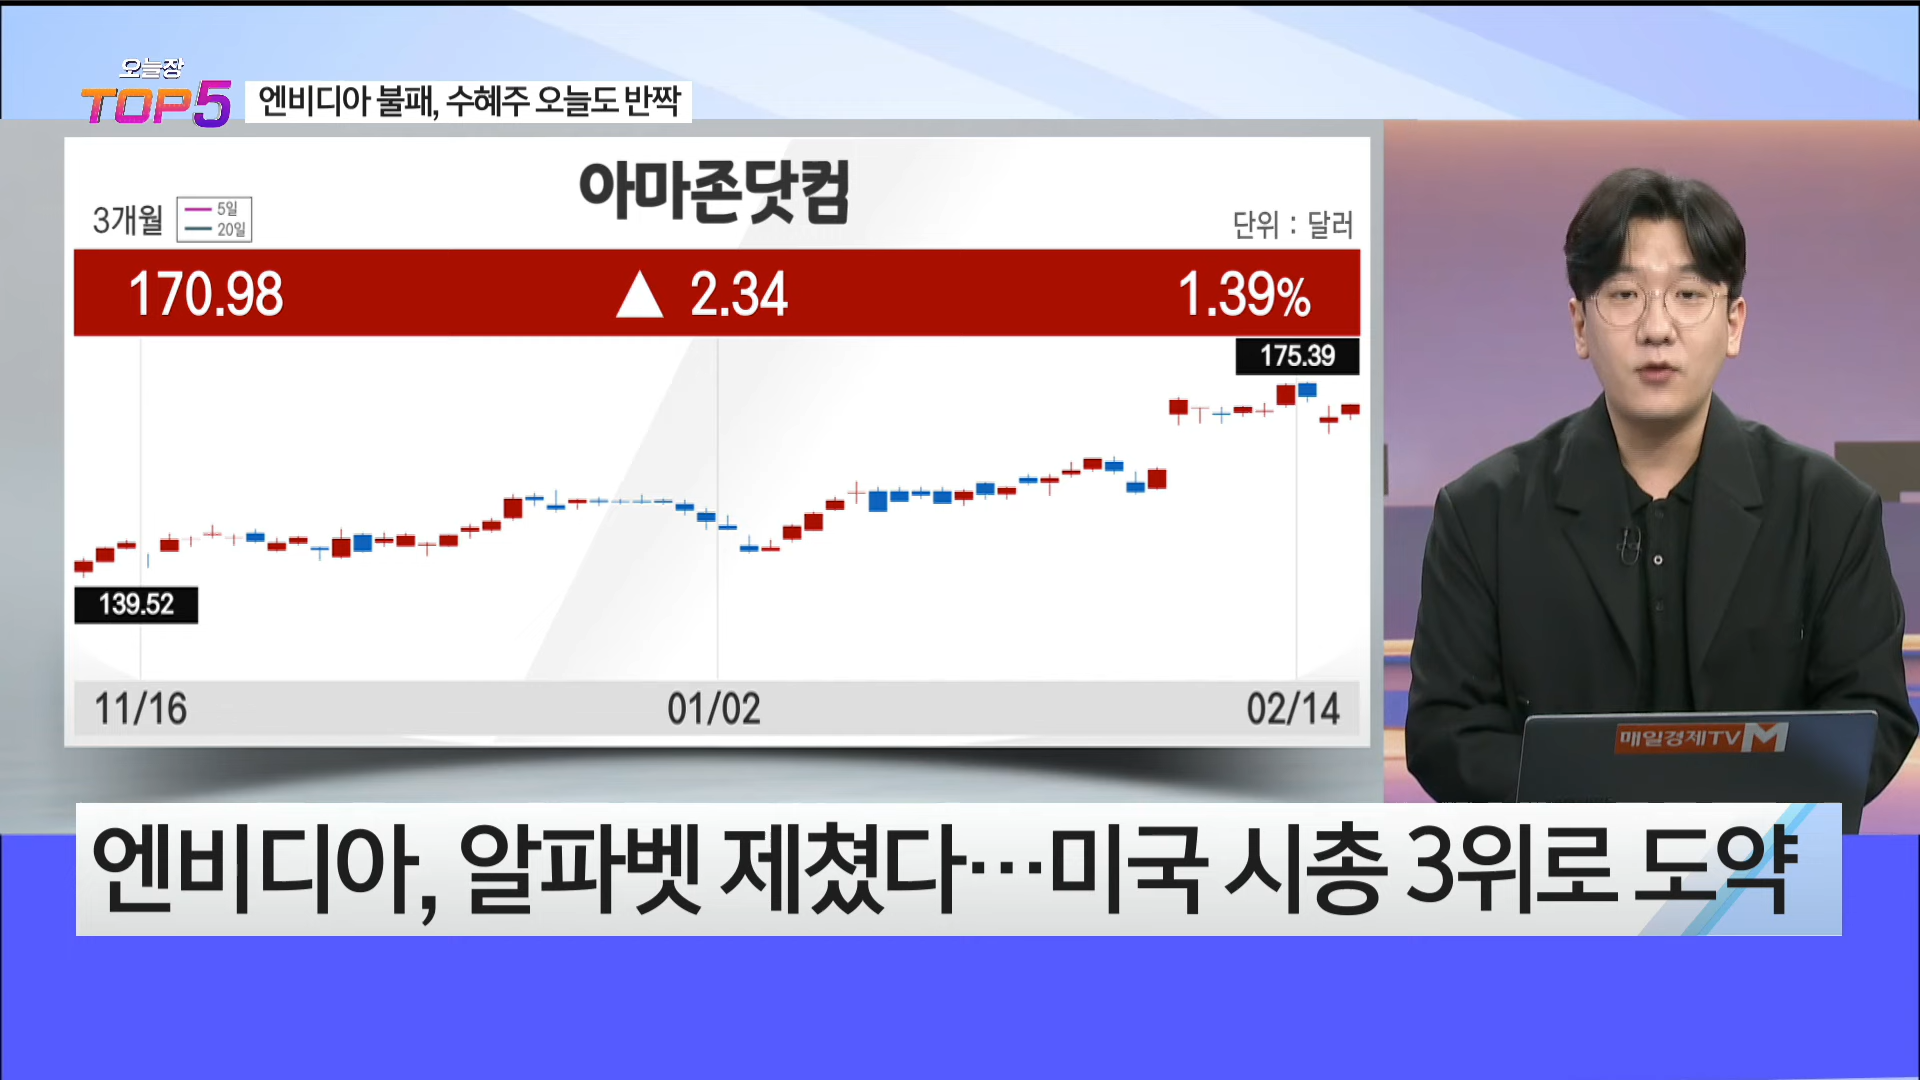 오늘장
TOP5
엔비디아 불패, 수혜주 오늘도 반짝
아마존닷컴
3개월
5일
20일
단위 : 달러
170.98 ▲ 2.34 1.39%
175.39
139.52
11/16 01/02 02/14
매일경제TV M
엔비디아, 알파벳 제쳤다…미국 시총 3위로 도약